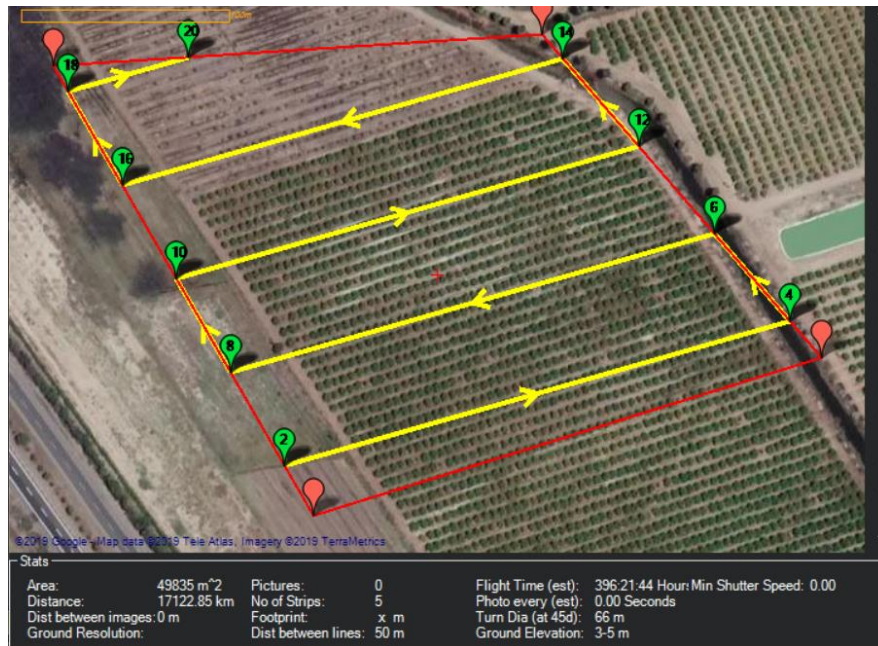 20
14
18
12
16
6
10
4
8
2
©2019 Google - Map data ©2019 Tele Atlas, Imagery ©2019 TerraMetrics
Stats
Area: 49835 m^2 Pictures: 0 Flight Time (est): 396:21:44 Hours Min Shutter Speed: 0.00
Distance: 17122.85 km No of Strips: 5 Photo every (est): 0.00 Seconds
Dist between images: 0 m Footprint: x m Turn Dia (at 45d): 66 m
Ground Resolution: Dist between lines: 50 m Ground Elevation: 3-5 m